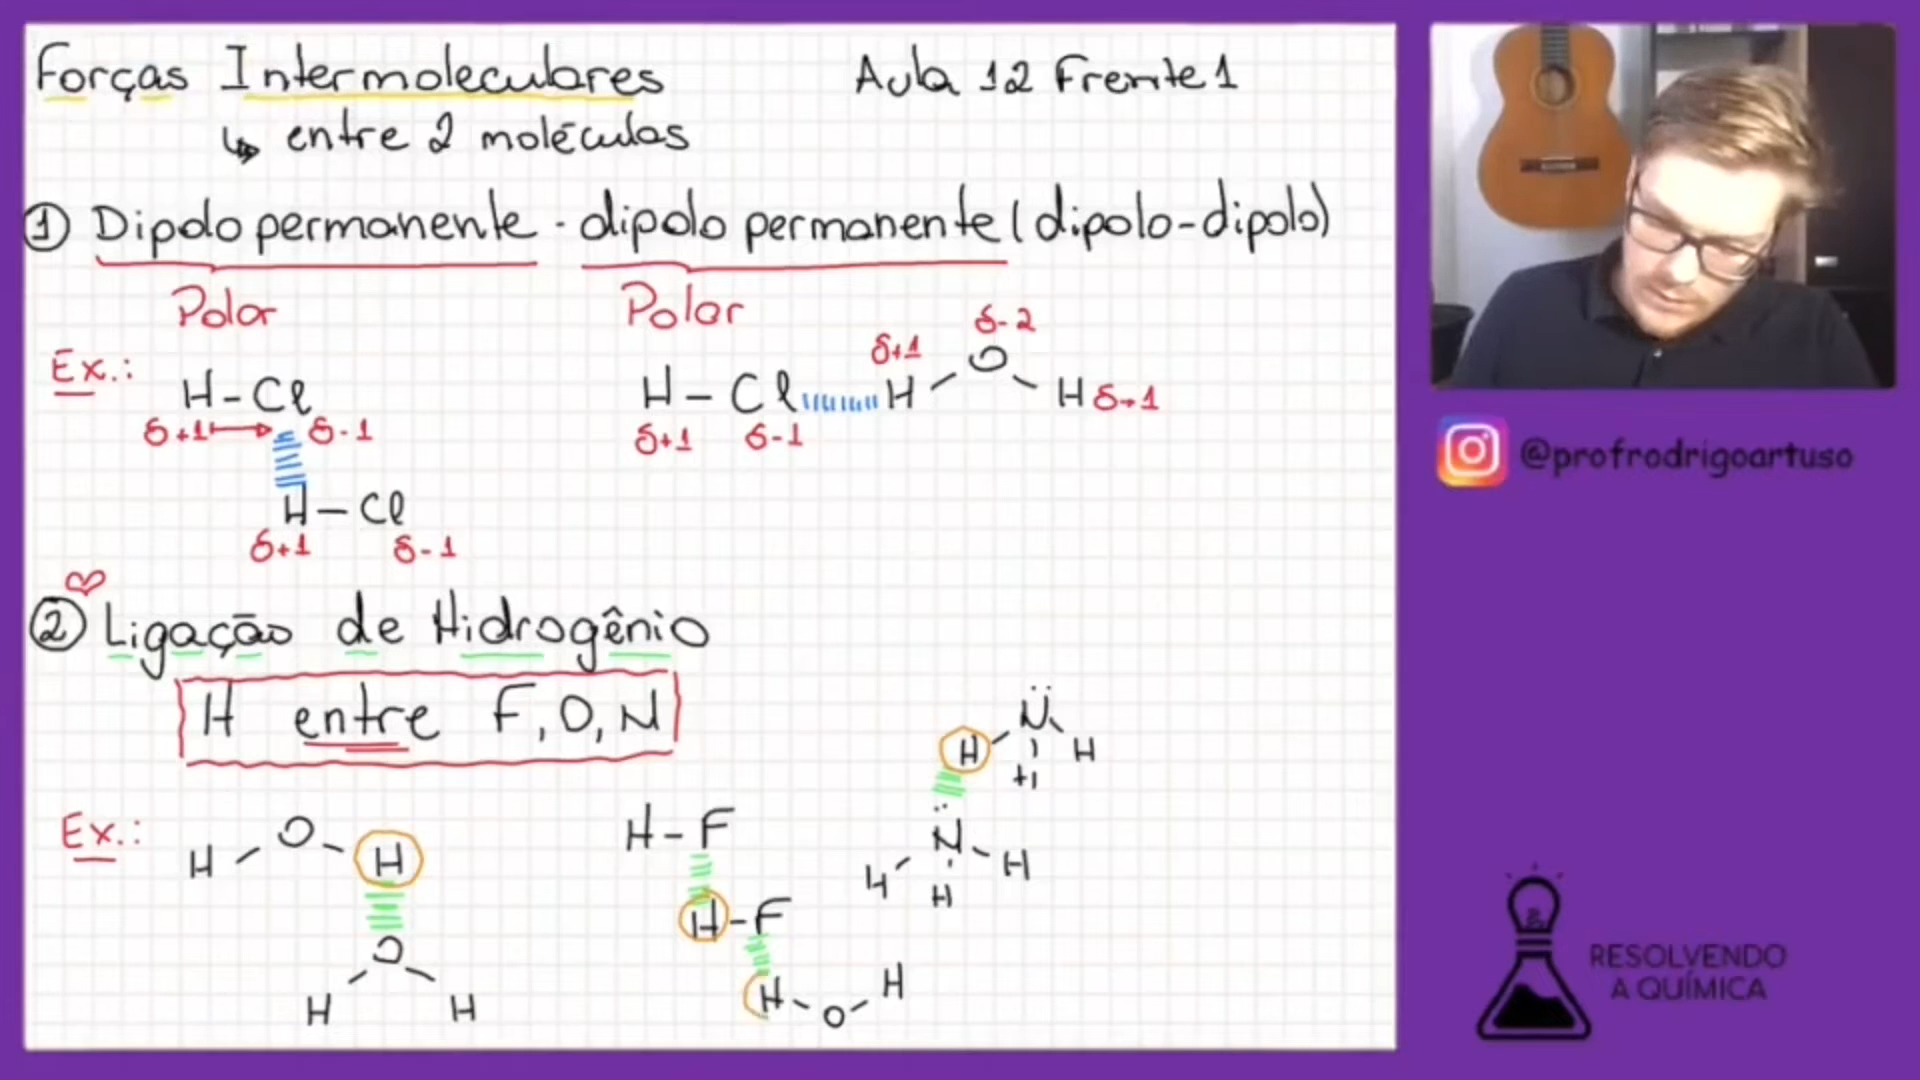 Forças Intermoleculares Aula 12 Frente 1
↳ entre 2 moléculas
① Dipolo permanente - dipolo permanente (dipolo-dipolo)
Polar Polar
Ex.:
H - Cl
δ+1 → δ-1
H — Cl
δ+1 δ-1
H - Cl H - O - H
δ+1 δ-1 δ+1 δ-2 δ+1
② Ligação de Hidrogênio
H entre F, O, N
Ex.:
H - O - H
O
H H
H - F
H - F
H - O - H
H - N - H
H
N
H H H
@profrodrigoartuso
RESOLVENDO
A QUÍMICA